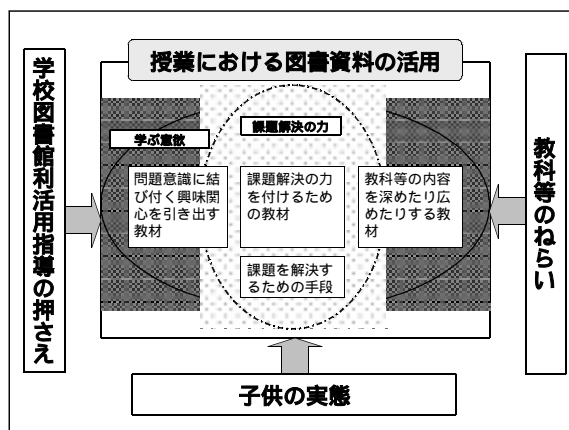 授業における図書資料の活用
学校図書館利活用指導の押さえ
学ぶ意欲
課題解決の力
問題意識に結
び付く興味関
心を引き出す
教材
課題解決の力
を付けるため
の教材
教科等の内容
を深めたり広
めたりする教
材
課題を解決す
るための手段
教科等のねらい
子供の実態